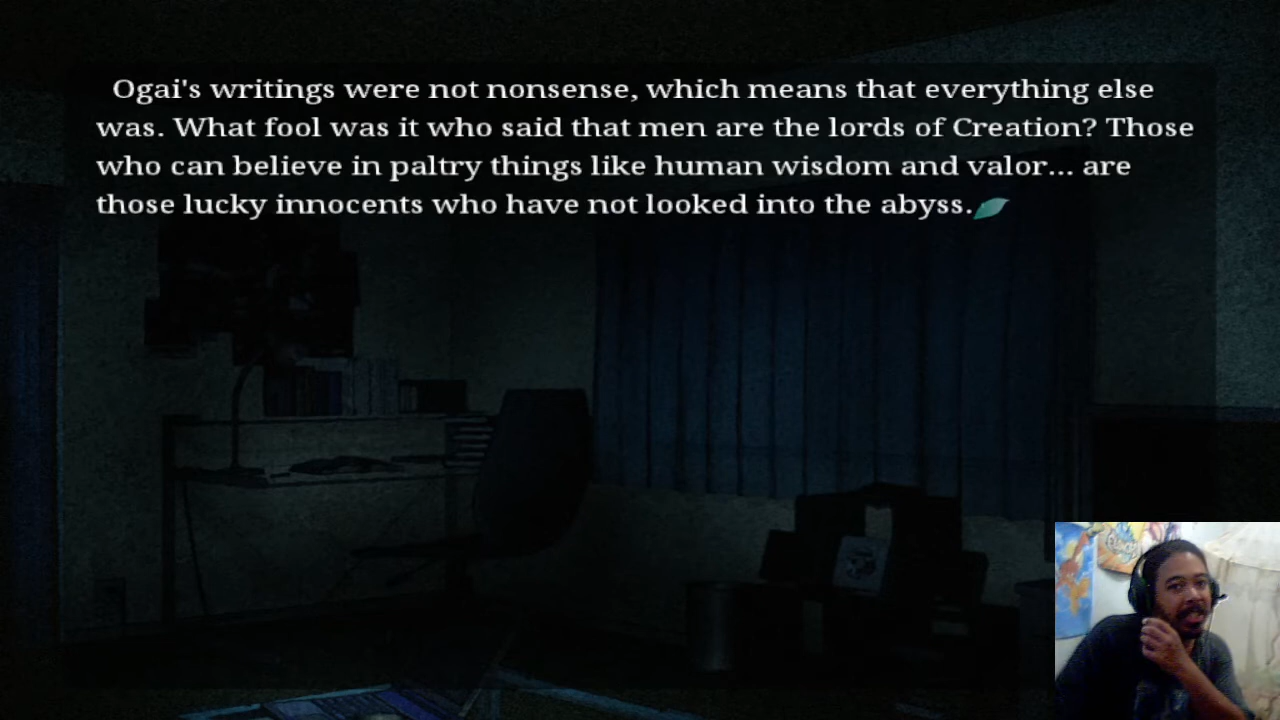 Ogai's writings were not nonsense, which means that everything else
was. What fool was it who said that men are the lords of Creation? Those
who can believe in paltry things like human wisdom and valor... are
those lucky innocents who have not looked into the abyss.